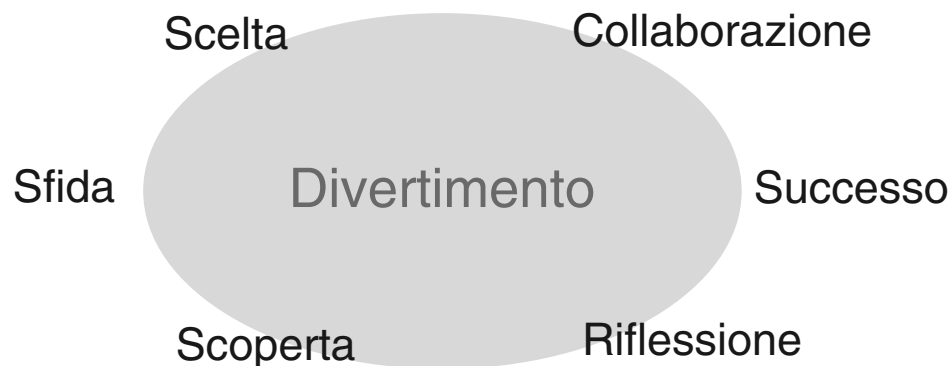 Scelta
Collaborazione
Sfida
Divertimento
Successo
Scoperta
Riflessione